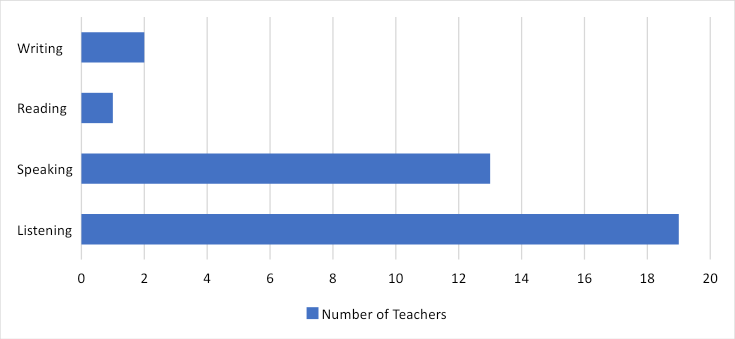 Writing
Reading
Speaking
Listening
0 2 4 6 8 10 12 14 16 18 20
Number of Teachers